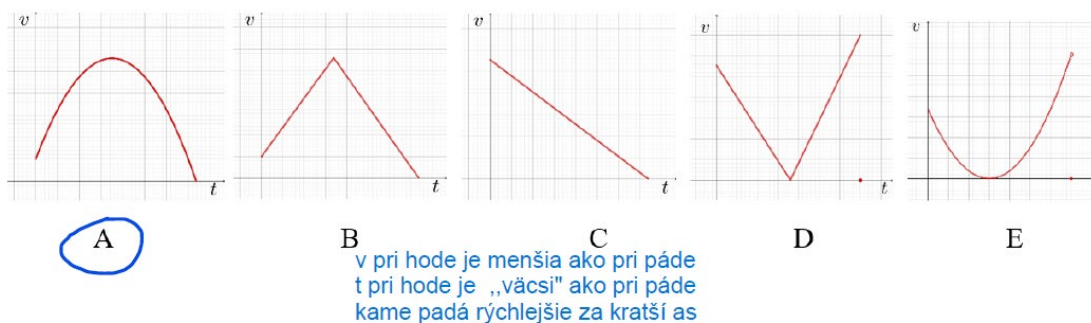 v v v v v
t t t t t
A B C D E
v pri hode je menšia ako pri páde
t pri hode je ,,väcsi" ako pri páde
kame padá rýchlejšie za kratší as